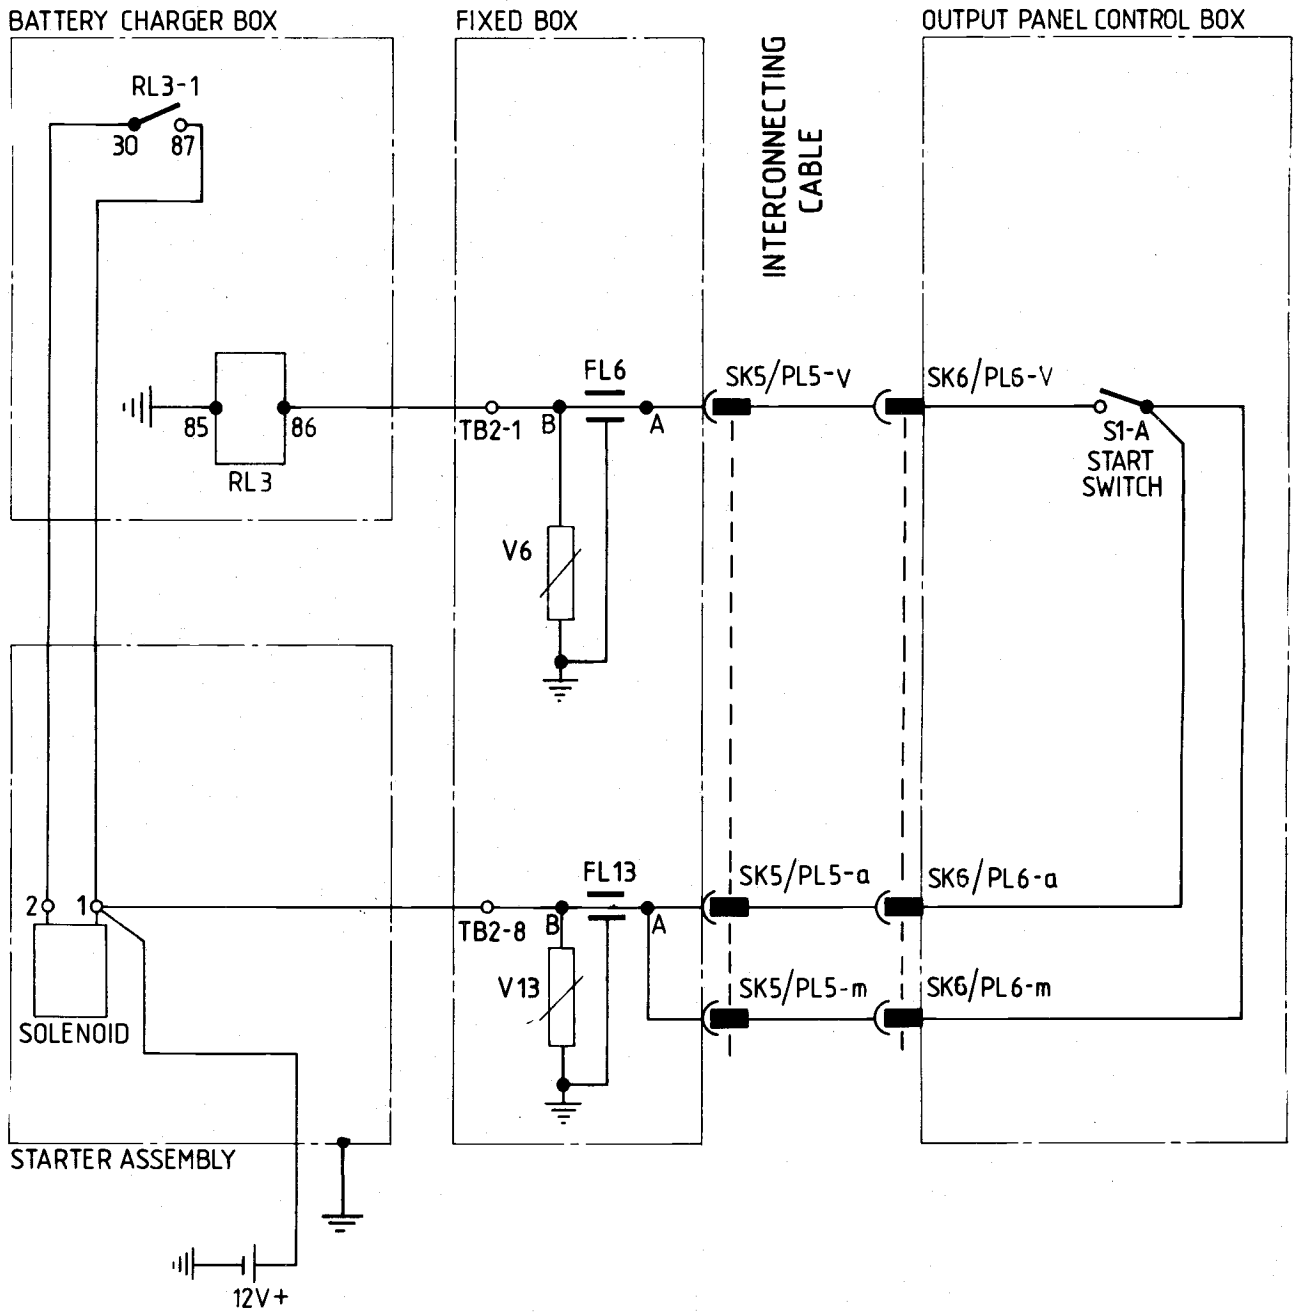 BATTERY CHARGER BOX
FIXED BOX
OUTPUT PANEL CONTROL BOX
INTERCONNECTING
CABLE
RL3-1
30
87
FL6
SK5/PL5-V
SK6/PL6-V
85
86
TB2-1
B
A
S1-A
START
SWITCH
RL3
V6
FL13
SK5/PL5-a
SK6/PL6-a
2
1
TB2-8
B
A
V13
SK5/PL5-m
SK6/PL6-m
SOLENOID
STARTER ASSEMBLY
12V+